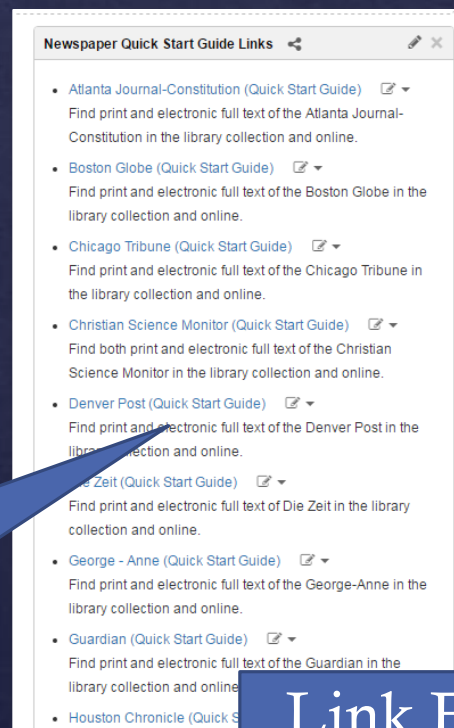 Newspaper Quick Start Guide Links
Atlanta Journal-Constitution (Quick Start Guide)
Find print and electronic full text of the Atlanta Journal-
Constitution in the library collection and online.
Boston Globe (Quick Start Guide)
Find print and electronic full text of the Boston Globe in the
library collection and online.
Chicago Tribune (Quick Start Guide)
Find print and electronic full text of the Chicago Tribune in
the library collection and online.
Christian Science Monitor (Quick Start Guide)
Find both print and electronic full text of the Christian
Science Monitor in the library collection and online.
Denver Post (Quick Start Guide)
Find print and electronic full text of the Denver Post in the
library collection and online.
Zeit (Quick Start Guide)
Find print and electronic full text of Die Zeit in the library
collection and online.
George - Anne (Quick Start Guide)
Find print and electronic full text of the George-Anne in the
library collection and online.
Guardian (Quick Start Guide)
Find print and electronic full text of the Guardian in the
library collection and online
Houston Chronicle (Quick
Link